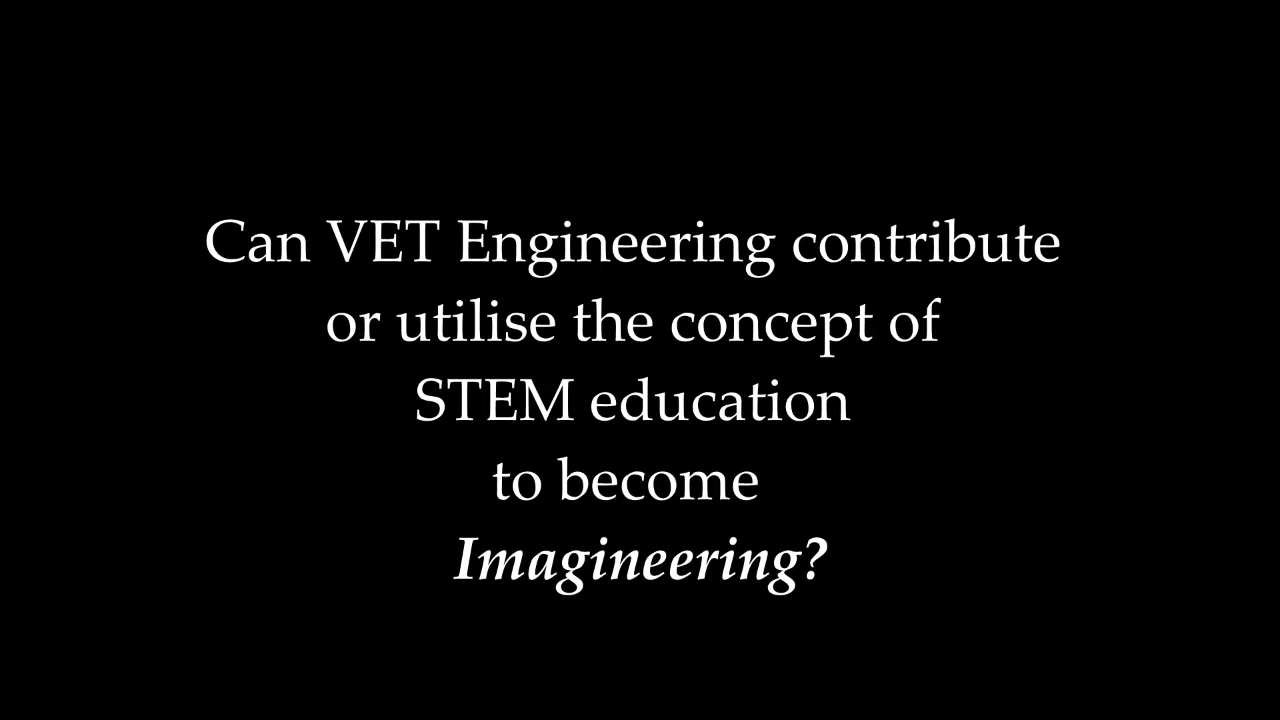 Can VET Engineering contribute
or utilise the concept of
STEM education
to become
Imagineering?